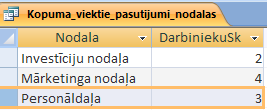 Kopuma_viektie_pasutijumi_nodalas
Nodala DarbiniekuSk
Investīciju nodaļa 2
Mārketinga nodaļa 4
Personāldaļa 3